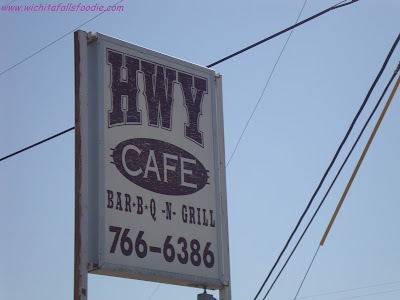 www.wichitafallsfoodie.com
HWY
CAFE
BAR·B·Q -N- GRILL
766-6386